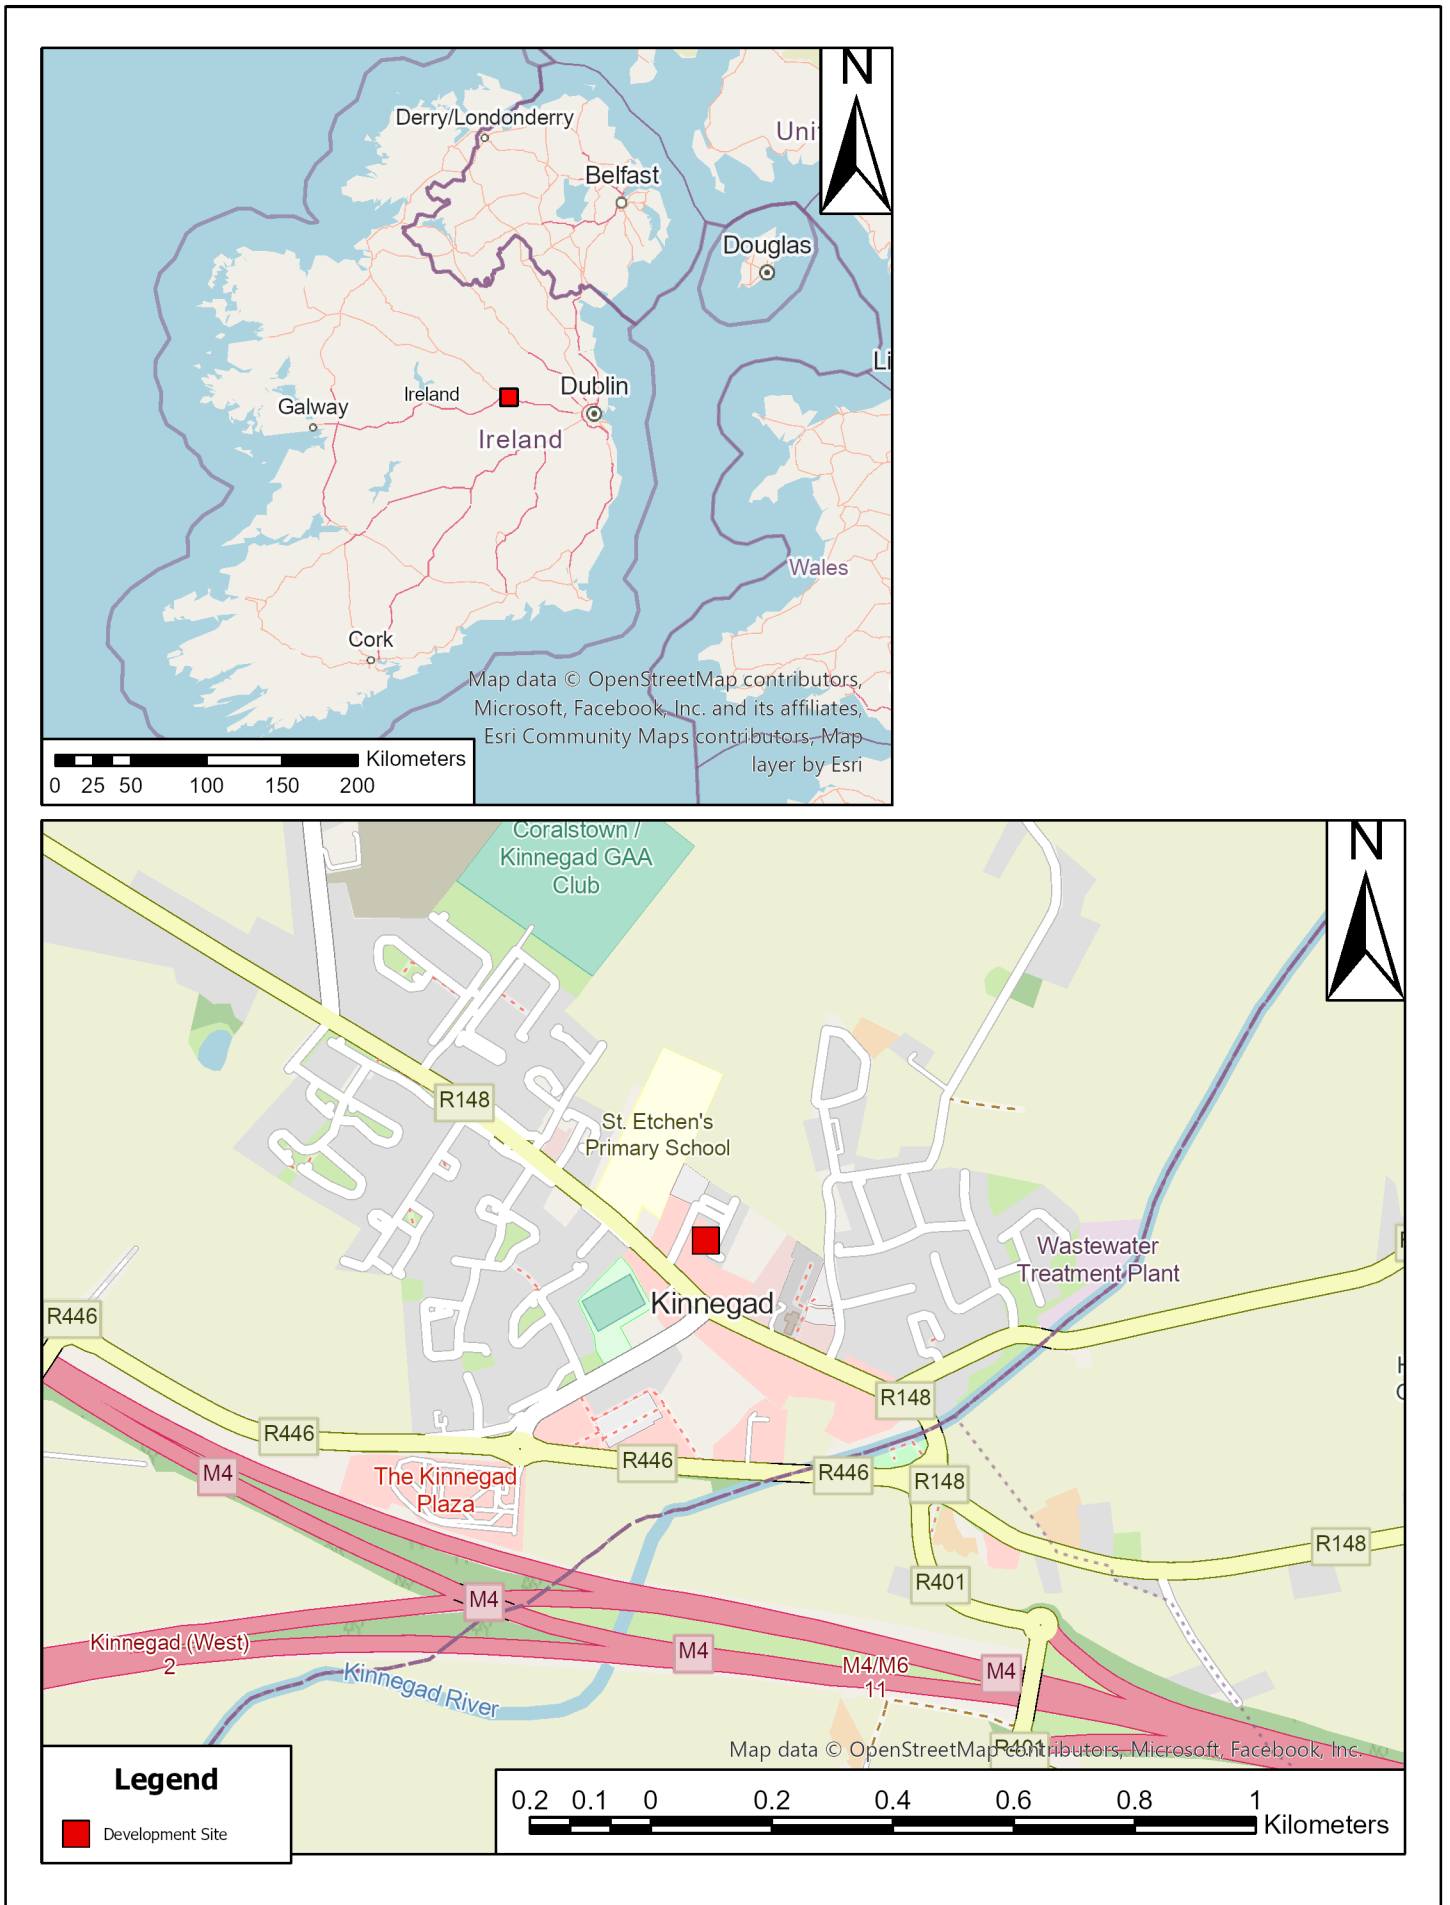 N
Derry/Londonderry
Uni
Belfast
Douglas
Li
Dublin
Ireland
Galway
Ireland
Wales
Cork
Map data © OpenStreetMap contributors,
Microsoft, Facebook, Inc. and its affiliates,
Esri Community Maps contributors, Map
layer by Esri
Kilometers
0 25 50 100 150 200
Coralstown /
Kinnegad GAA
Club
N
R148
St. Etchen's
Primary School
Wastewater
Treatment Plant
Kinnegad
R446
R148
R446
R446
R446
R148
M4
The Kinnegad
Plaza
R148
R401
M4
Kinnegad (West)
2
M4
M4/M6
11
M4
Kinnegad River
R401
Map data © OpenStreetMap contributors, Microsoft, Facebook, Inc.
Legend
Development Site
0.2 0.1 0 0.2 0.4 0.6 0.8 1
Kilometers